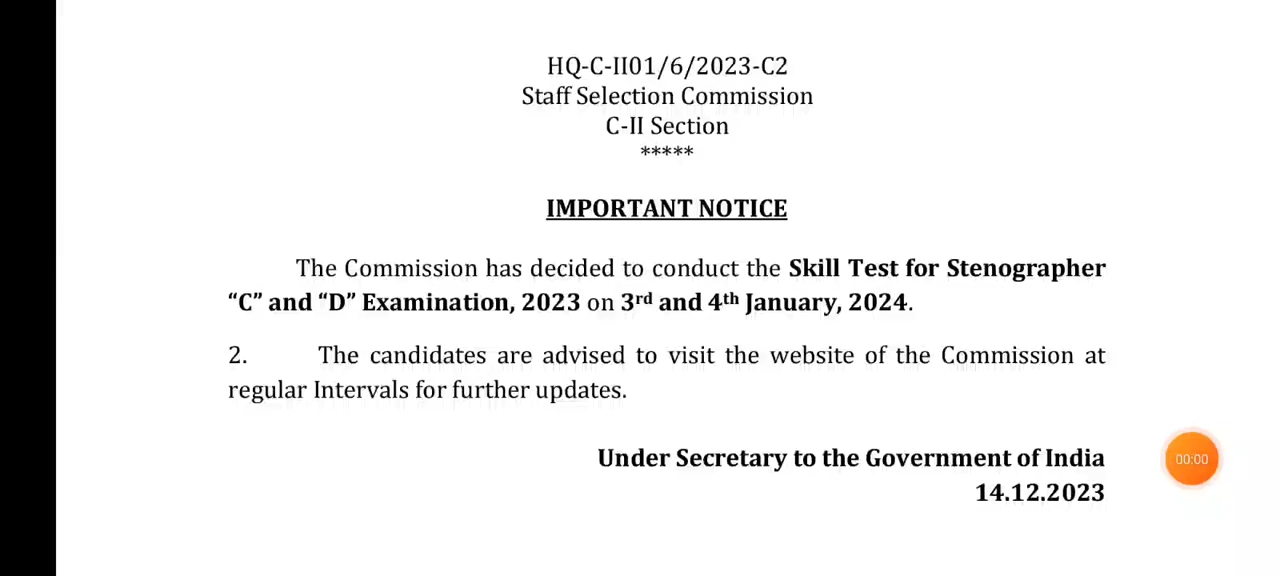 HQ-C-II01/6/2023-C2
Staff Selection Commission
C-II Section
*****
IMPORTANT NOTICE
The Commission has decided to conduct the Skill Test for Stenographer
“C” and “D” Examination, 2023 on 3rd and 4th January, 2024.
2. The candidates are advised to visit the website of the Commission at
regular Intervals for further updates.
Under Secretary to the Government of India
14.12.2023
00:00